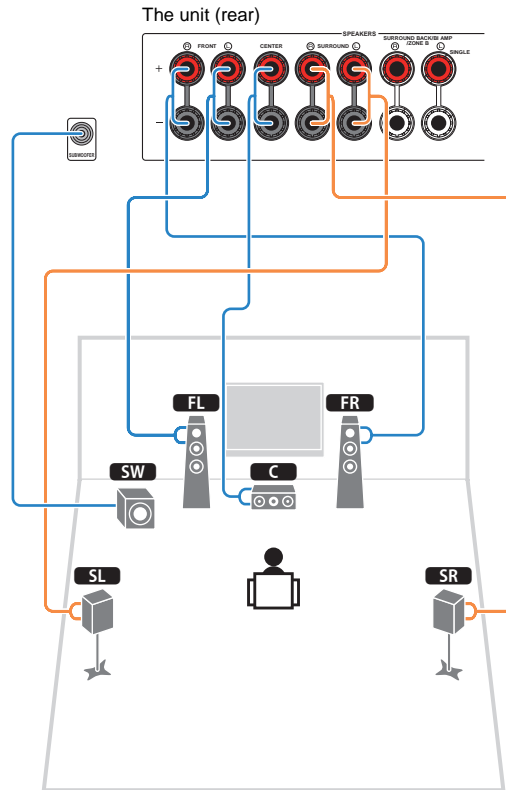 The unit (rear)
SPEAKERS
SURROUND BACK/BI AMP
/ZONE B
R FRONT L CENTER R SURROUND L R L
SINGLE
+
–
SUBWOOFER
FL FR
SW C
SL SR